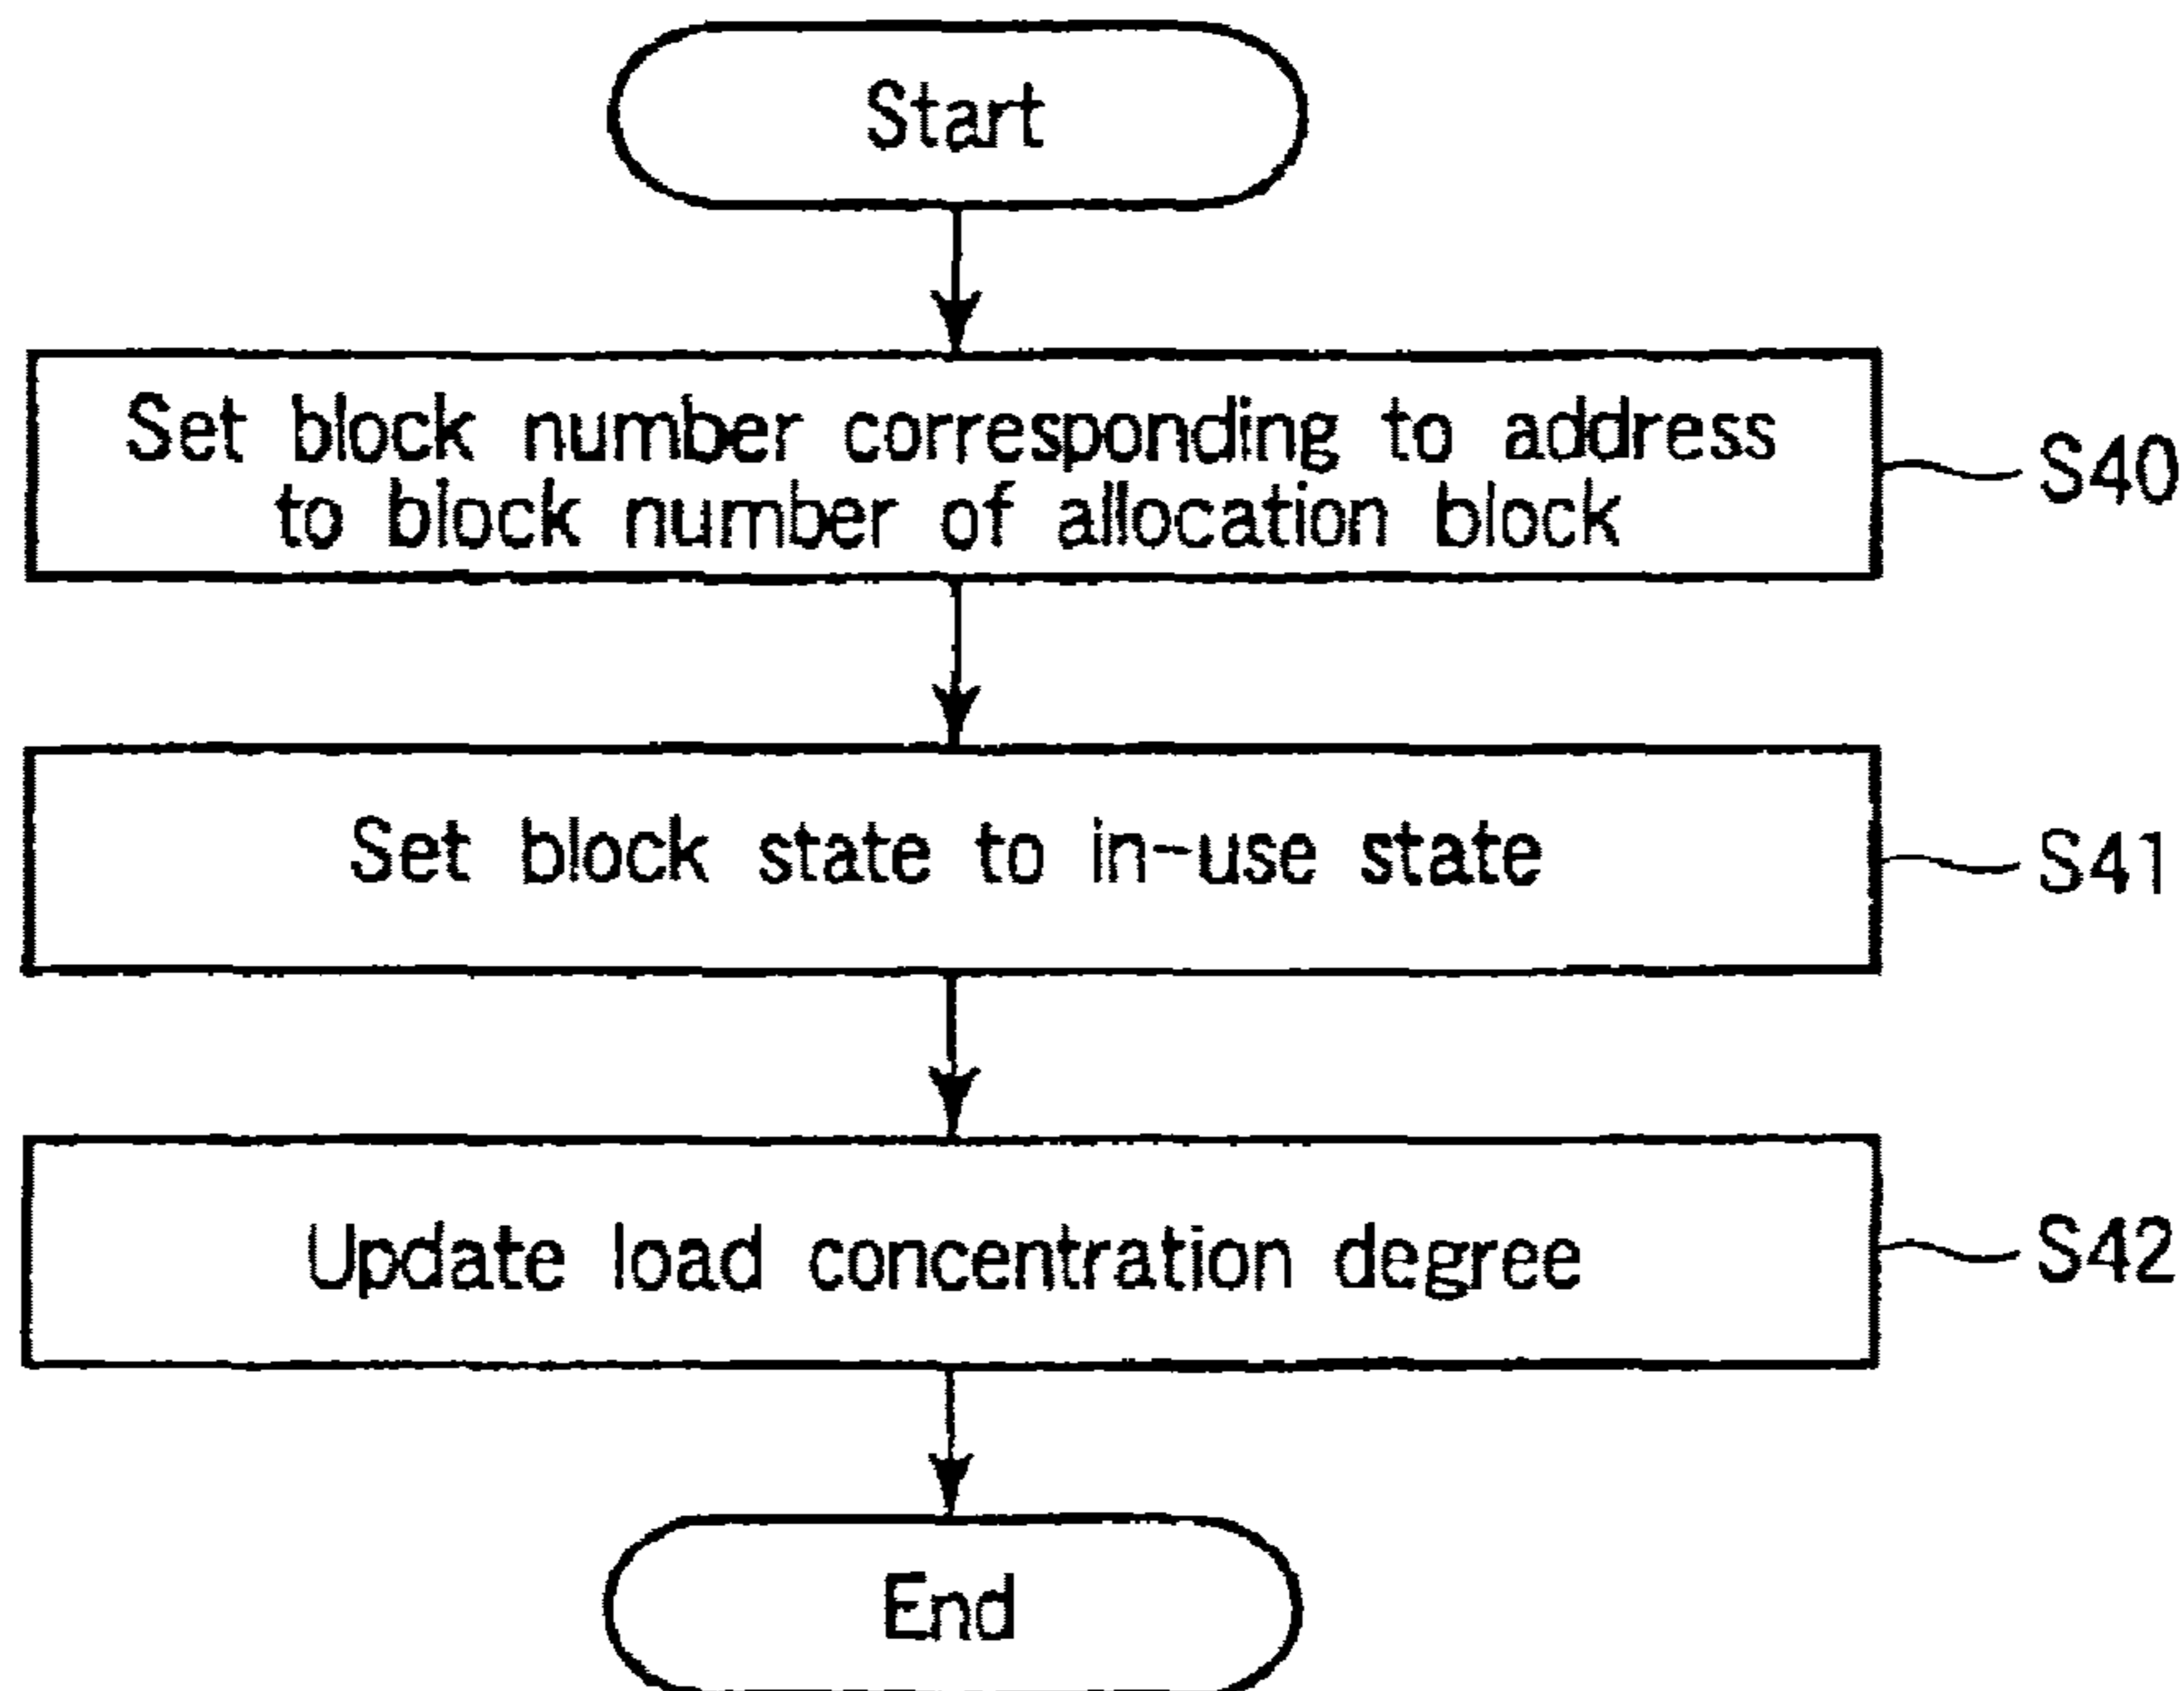 Start
Set block number corresponding to address
to block number of allocation block
S40
Set block state to in-use state
S41
Update load concentration degree
S42
End